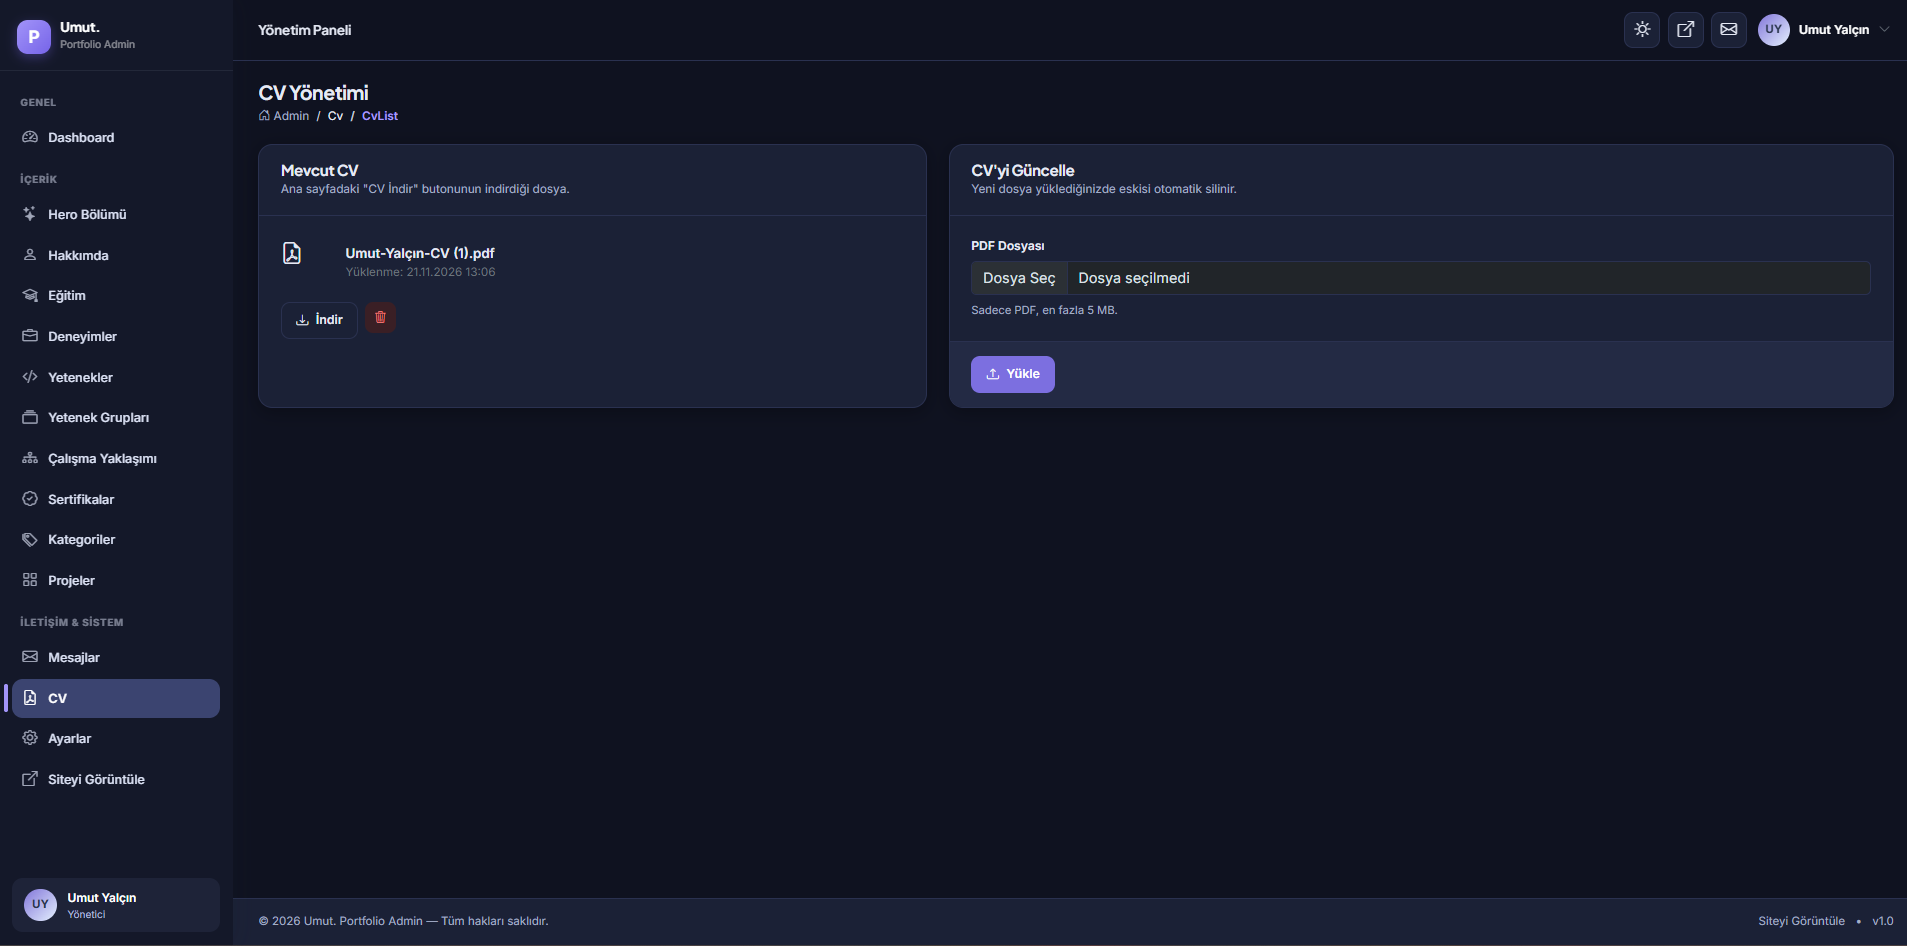 P
Umut.
Portfolio Admin
GENEL
Dashboard
İÇERİK
Hero Bölümü
Hakkımda
Eğitim
Deneyimler
Yetenekler
Yetenek Grupları
Çalışma Yaklaşımı
Sertifikalar
Kategoriler
Projeler
İLETİŞİM & SİSTEM
Mesajlar
CV
Ayarlar
Siteyi Görüntüle
UY
Umut Yalçın
Yönetici
Yönetim Paneli
UY Umut Yalçın
CV Yönetimi
Admin / Cv / CvList
Mevcut CV
Ana sayfadaki "CV İndir" butonunun indirdiği dosya.
Umut-Yalçın-CV (1).pdf
Yüklenme: 21.11.2026 13:06
İndir
CV'yi Güncelle
Yeni dosya yüklediğinizde eskisi otomatik silinir.
PDF Dosyası
Dosya Seç Dosya seçilmedi
Sadece PDF, en fazla 5 MB.
Yükle
© 2026 Umut. Portfolio Admin — Tüm hakları saklıdır.
Siteyi Görüntüle • v1.0